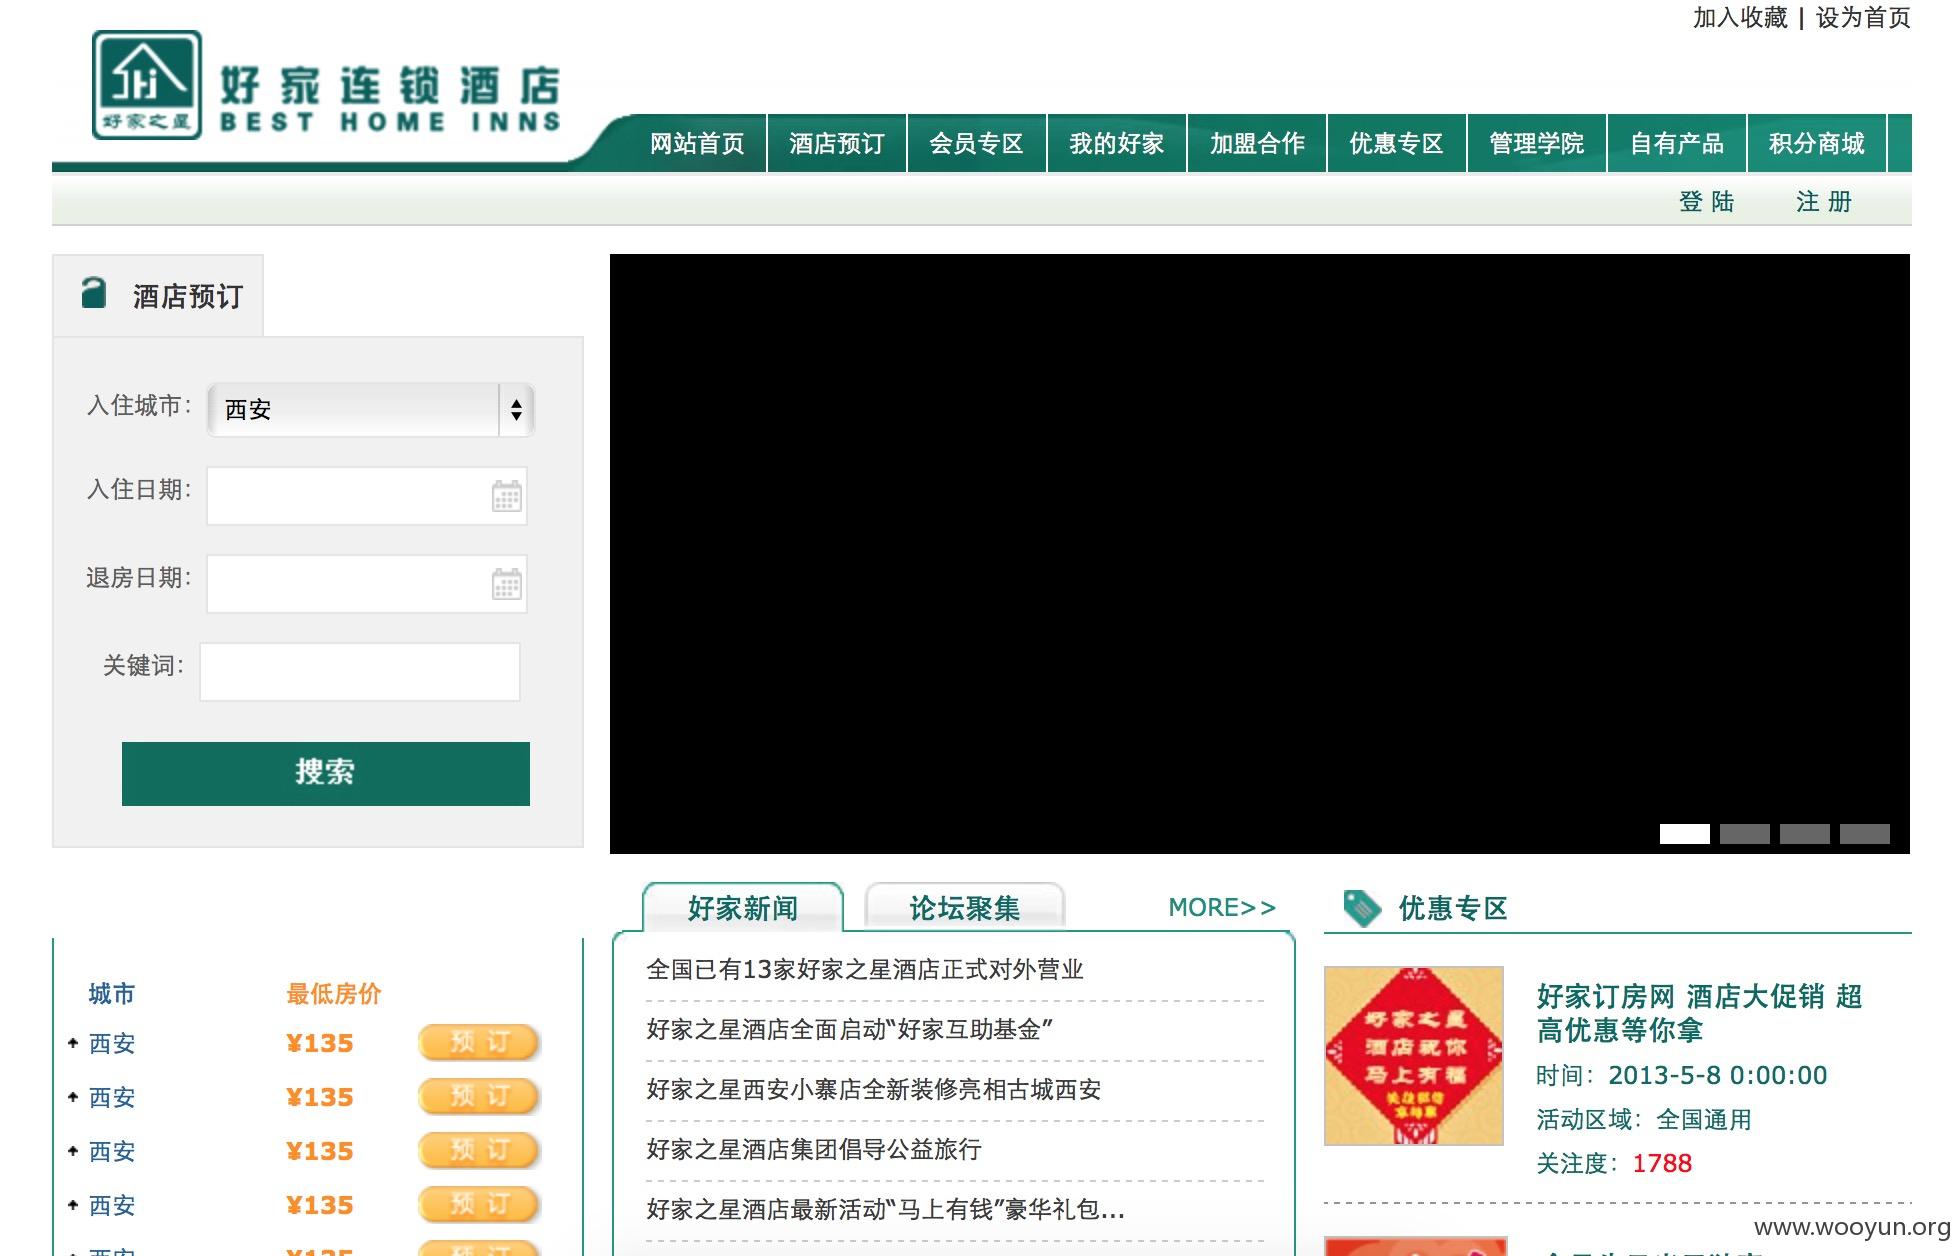 加入收藏 | 设为首页
好家之星
好家连锁酒店
BEST HOME INNS
网站首页 酒店预订 会员专区 我的好家 加盟合作 优惠专区 管理学院 自有产品 积分商城
登 陆 注 册
酒店预订
入住城市: 西安
入住日期:
退房日期:
关键词:
搜索
城市 最低房价
西安 ¥135 预 订
西安 ¥135 预 订
西安 ¥135 预 订
西安 ¥135 预 订
好家新闻 论坛聚集 MORE>>
全国已有13家好家之星酒店正式对外营业
好家之星酒店全面启动“好家互助基金”
好家之星西安小寨店全新装修亮相古城西安
好家之星酒店集团倡导公益旅行
好家之星酒店最新活动“马上有钱”豪华礼包...
优惠专区
好家之星
酒店祝你
马上有福
好家订房网 酒店大促销 超
高优惠等你拿
时间: 2013-5-8 0:00:00
活动区域: 全国通用
关注度: 1788
www.wooyun.org